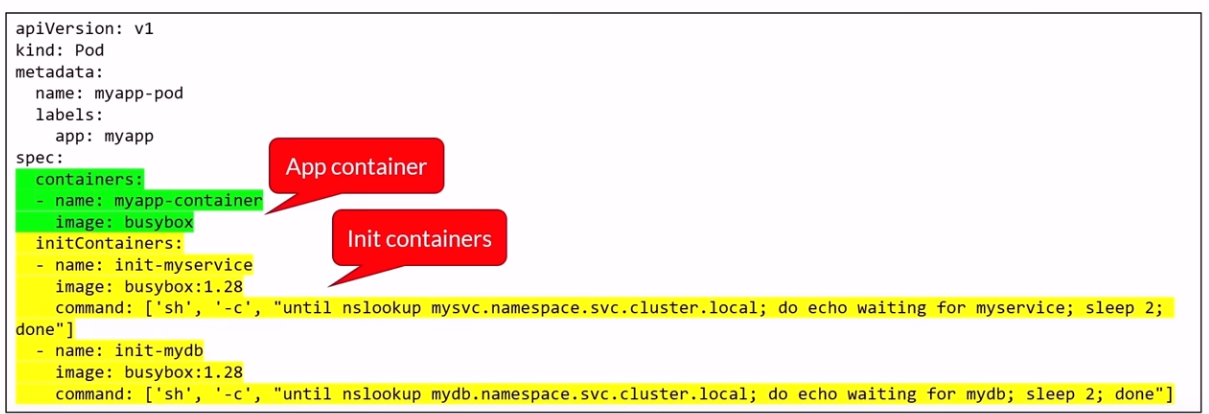 apiVersion: v1
kind: Pod
metadata:
  name: myapp-pod
  labels:
    app: myapp
spec:
  containers:
  - name: myapp-container
    image: busybox
App container
  initContainers:
  - name: init-myservice
    image: busybox:1.28
Init containers
    command: ['sh', '-c', "until nslookup mysvc.namespace.svc.cluster.local; do echo waiting for myservice; sleep 2;
done"]
  - name: init-mydb
    image: busybox:1.28
    command: ['sh', '-c', "until nslookup mydb.namespace.svc.cluster.local; do echo waiting for mydb; sleep 2; done"]